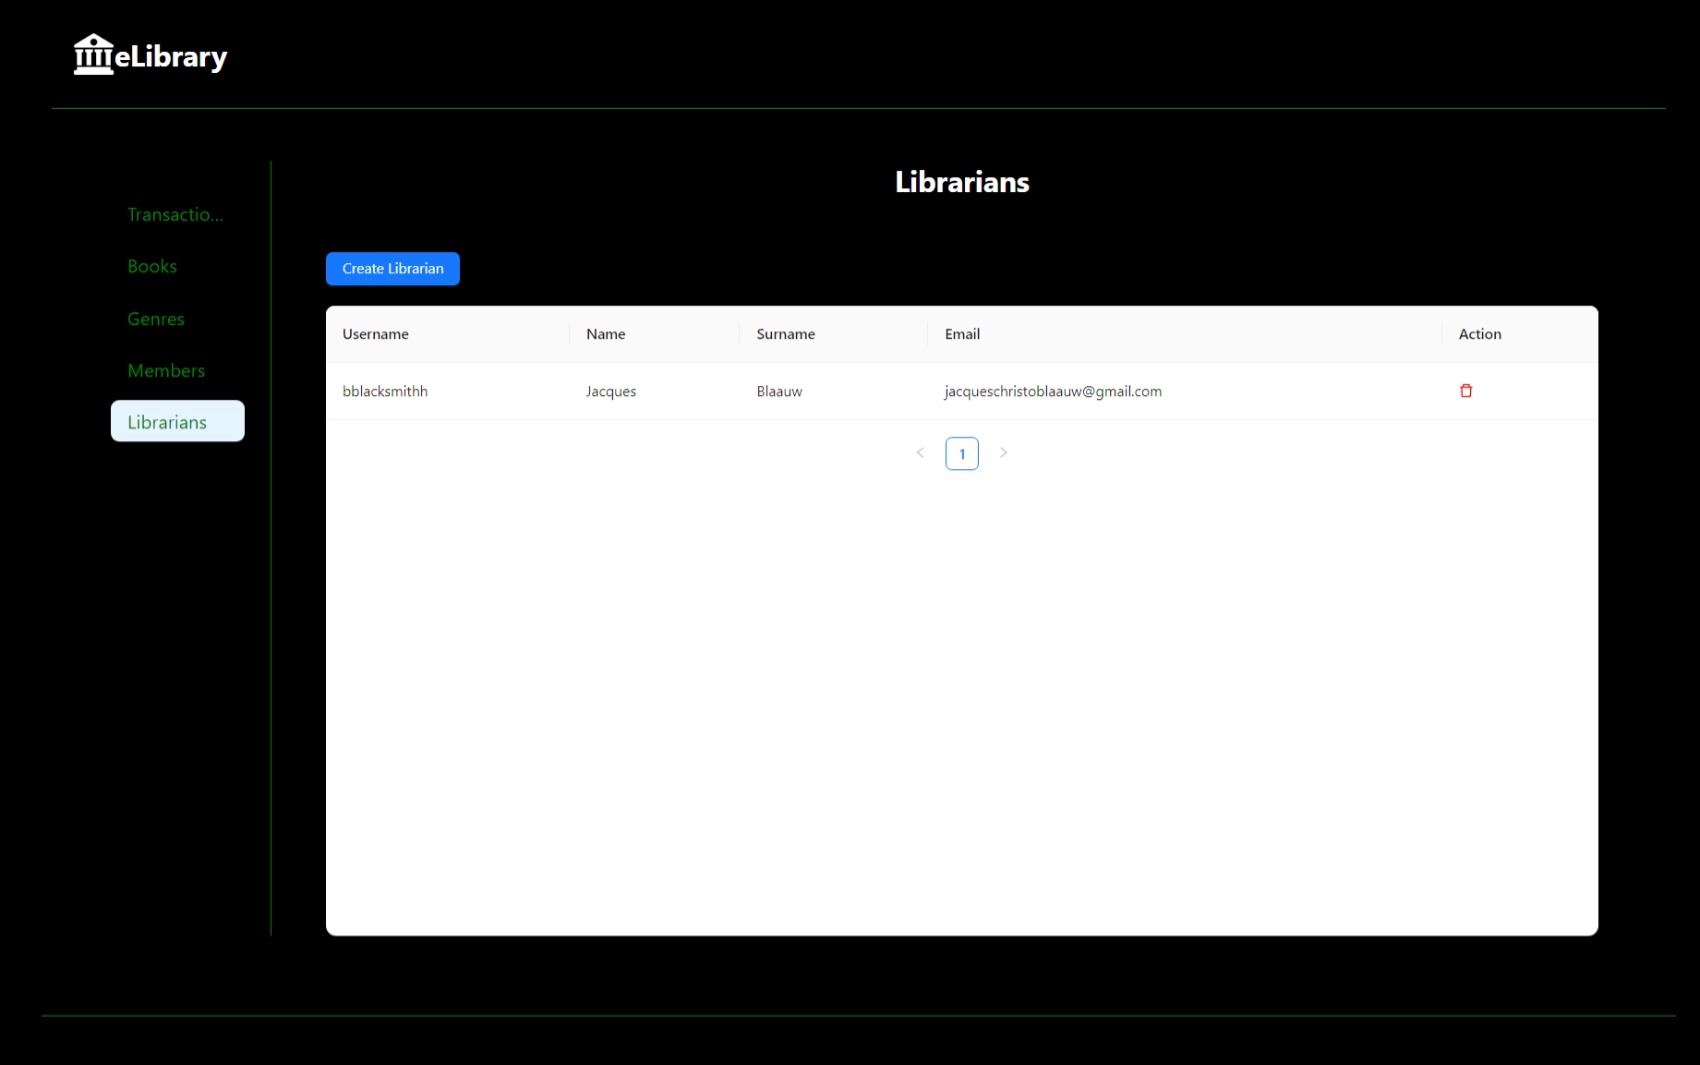 eLibrary
Librarians
Transactio...
Books
Genres
Members
Librarians
Create Librarian
Username Name Surname Email Action
bblacksmithh Jacques Blaauw jacqueschristoblaauw@gmail.com
< 1 >